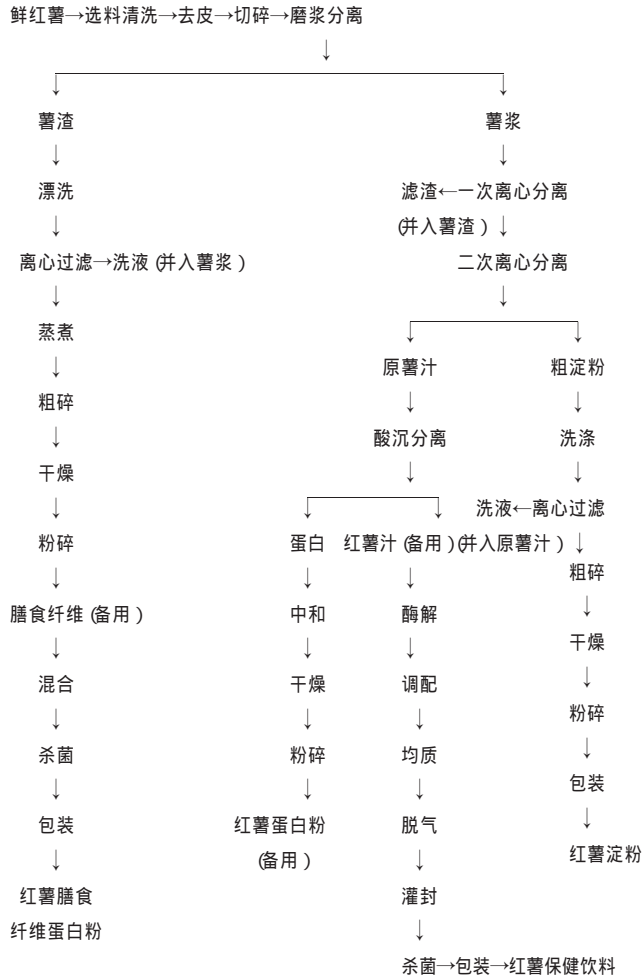 鲜红薯→选料清洗→去皮→切碎→磨浆分离
↓
↓ ↓
薯渣 薯浆
↓ ↓
漂洗 滤渣←一次离心分离
↓ (并入薯渣)↓
离心过滤→洗液(并入薯浆) 二次离心分离
↓ ↓
蒸煮 ↓ ↓
↓ 原薯汁 粗淀粉
粗碎 ↓ ↓
↓ 酸沉分离 洗涤
干燥 ↓ ↓
↓ ↓ ↓ 洗液←离心过滤
粉碎 蛋白 红薯汁(备用)(并入原薯汁)↓
↓ ↓ ↓ 粗碎
膳食纤维(备用) 中和 酶解 ↓
↓ ↓ ↓ 干燥
混合 干燥 调配 ↓
↓ ↓ ↓ 粉碎
杀菌 粉碎 均质 ↓
↓ ↓ ↓ 包装
包装 红薯蛋白粉 脱气 ↓
↓ (备用) ↓ 红薯淀粉
红薯膳食 灌封
纤维蛋白粉 ↓
杀菌→包装→红薯保健饮料